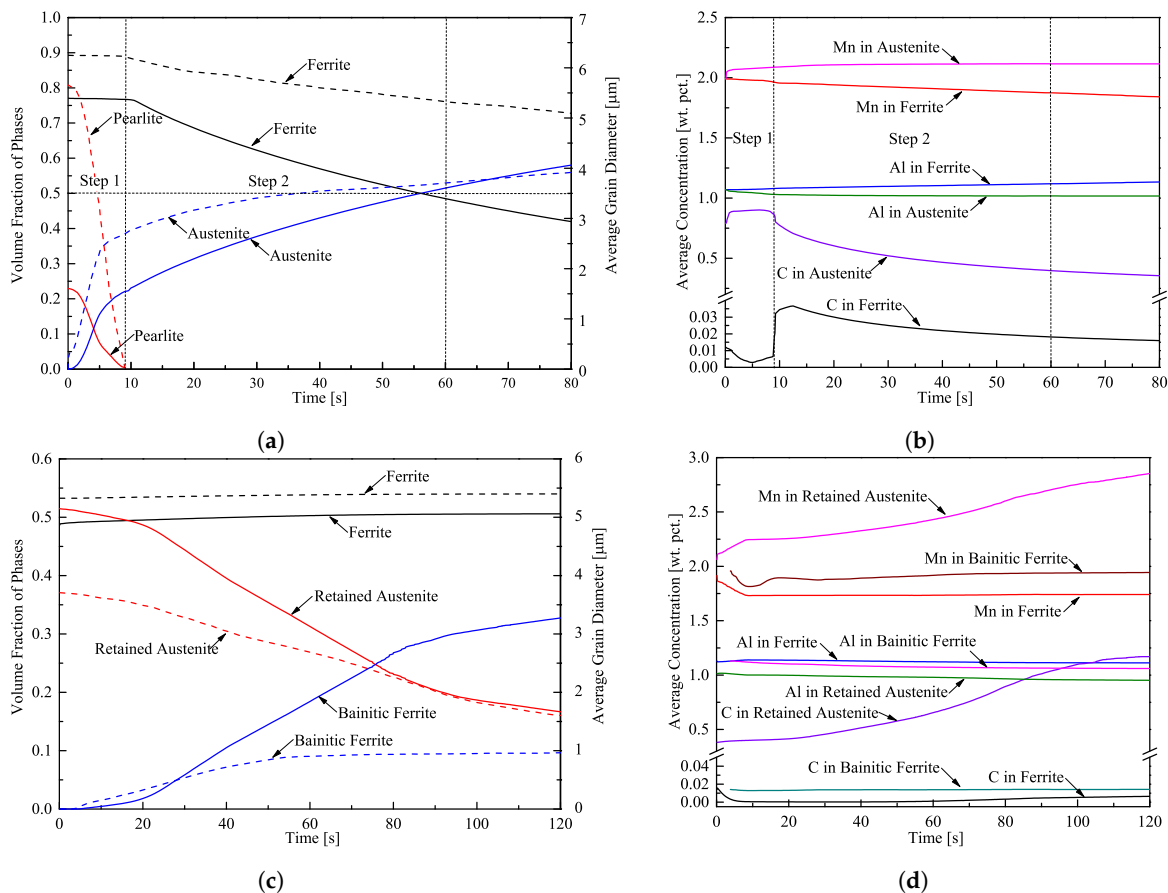 1.0
0.9
0.8
0.7
0.6
0.5
0.4
0.3
0.2
0.1
0.0
Volume Fraction of Phases
7
6
5
4
3
2
1
0
Average Grain Diameter [μm]
Ferrite
Pearlite
Ferrite
Step 1
Step 2
Austenite
Austenite
Pearlite
0 10 20 30 40 50 60 70 80
Time [s]
(a)
2.5
2.0
1.5
1.0
0.5
0.03
0.02
0.01
0.00
Average Concentration [wt. pct.]
Mn in Austenite
Mn in Ferrite
Step 1
Step 2
Al in Ferrite
Al in Austenite
C in Austenite
C in Ferrite
0 10 20 30 40 50 60 70 80
Time [s]
(b)
0.6
0.5
0.4
0.3
0.2
0.1
0.0
Volume Fraction of Phases
6
5
4
3
2
1
0
Average Grain Diameter [μm]
Ferrite
Ferrite
Retained Austenite
Retained Austenite
Bainitic Ferrite
Bainitic Ferrite
0 20 40 60 80 100 120
Time [s]
(c)
3.0
2.5
2.0
1.5
1.0
0.5
0.04
0.02
0.00
Average Concentration [wt. pct.]
Mn in Retained Austenite
Mn in Bainitic Ferrite
Mn in Ferrite
Al in Ferrite
Al in Bainitic Ferrite
Al in Retained Austenite
C in Retained Austenite
C in Bainitic Ferrite
C in Ferrite
0 20 40 60 80 100 120
Time [s]
(d)